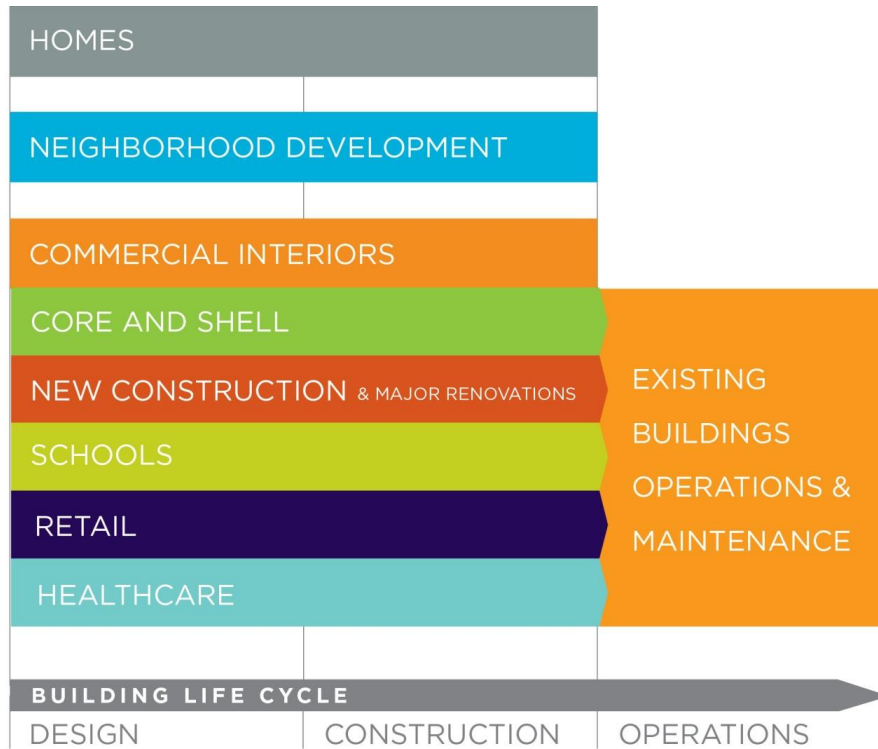 HOMES
NEIGHBORHOOD DEVELOPMENT
COMMERCIAL INTERIORS
CORE AND SHELL
NEW CONSTRUCTION & MAJOR RENOVATIONS
SCHOOLS
RETAIL
HEALTHCARE
EXISTING
BUILDINGS
OPERATIONS &
MAINTENANCE
BUILDING LIFE CYCLE
DESIGN
CONSTRUCTION
OPERATIONS